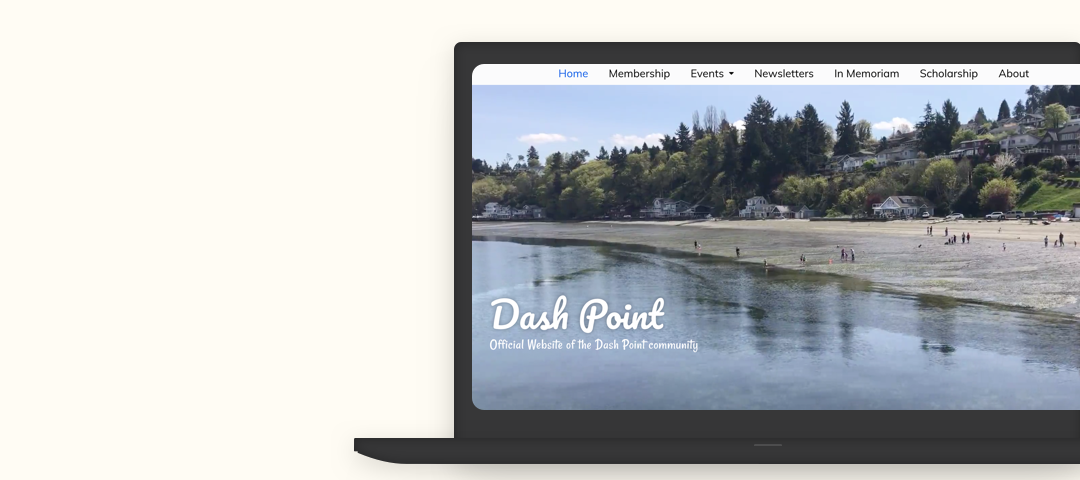 Home Membership Events Newsletters In Memoriam Scholarship About
Dash Point
Official Website of the Dash Point community